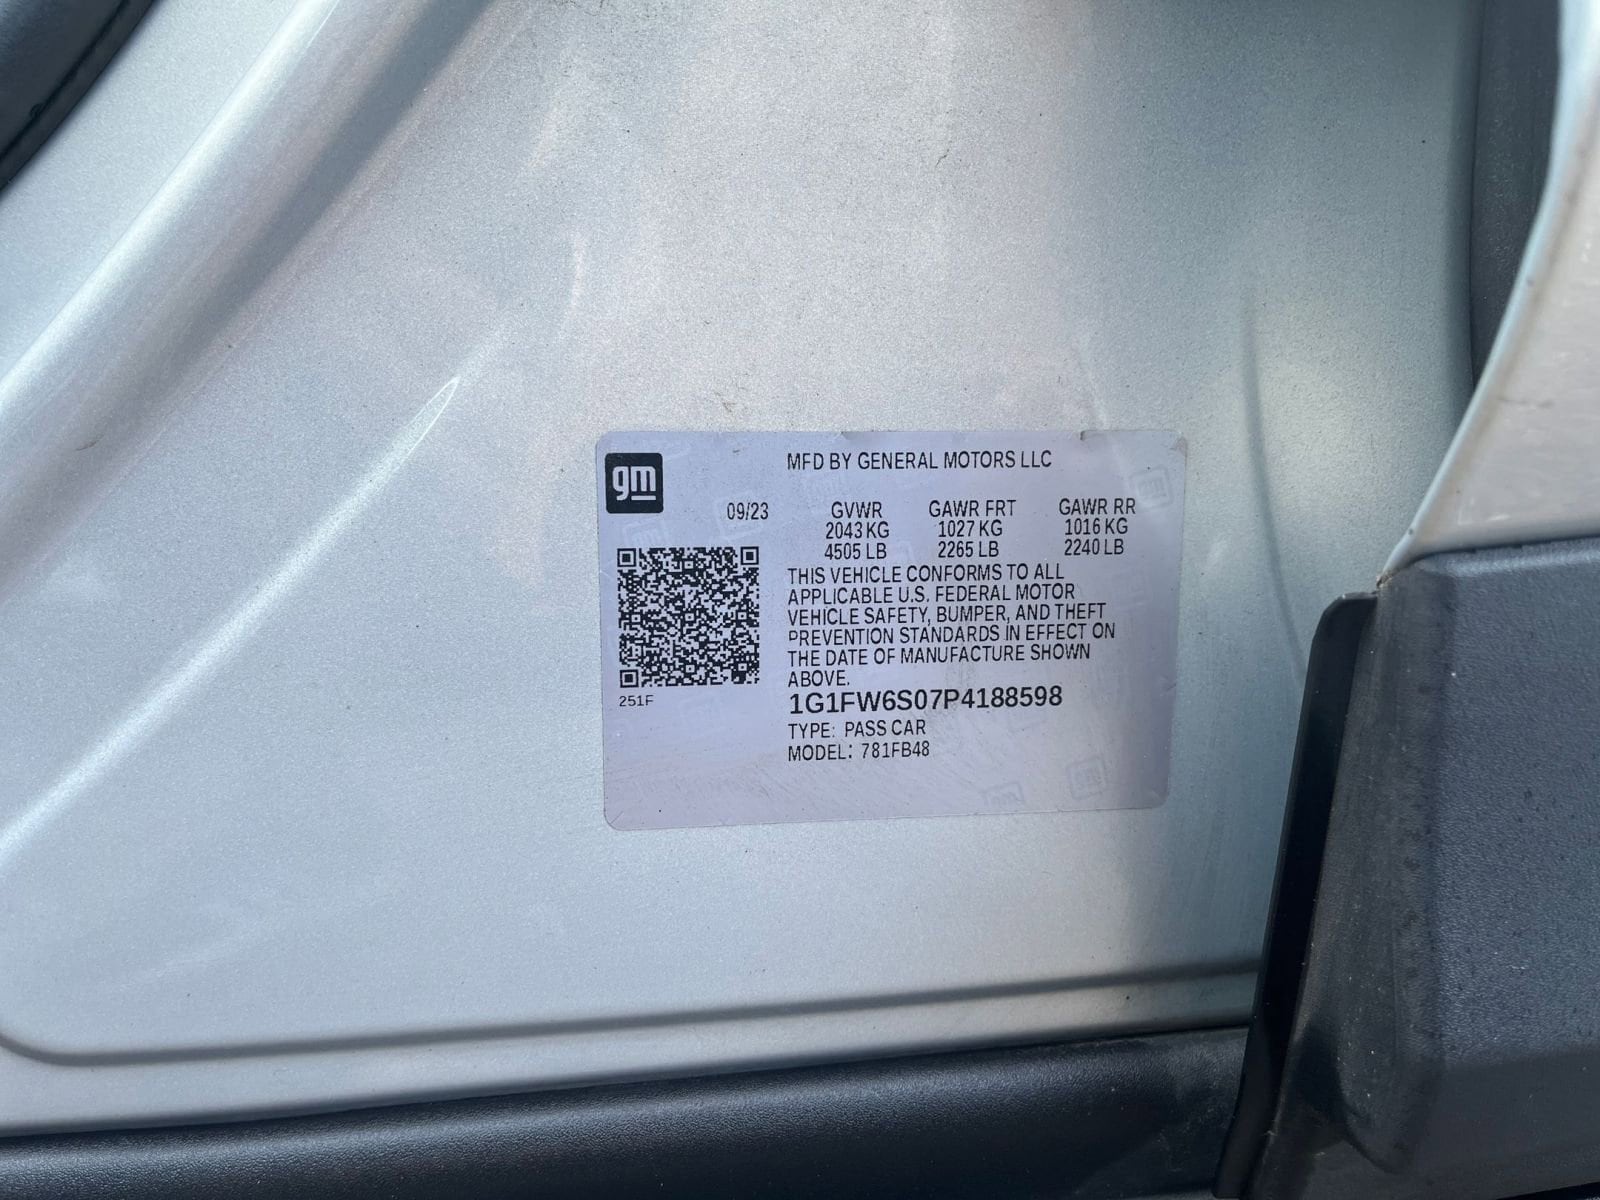 gm
MFD BY GENERAL MOTORS LLC
09/23 GVWR GAWR FRT GAWR RR
2043 KG 1027 KG 1016 KG
4505 LB 2265 LB 2240 LB
THIS VEHICLE CONFORMS TO ALL
APPLICABLE U.S. FEDERAL MOTOR
VEHICLE SAFETY, BUMPER, AND THEFT
PREVENTION STANDARDS IN EFFECT ON
THE DATE OF MANUFACTURE SHOWN
ABOVE.
251F
1G1FW6S07P4188598
TYPE: PASS CAR
MODEL: 781FB48